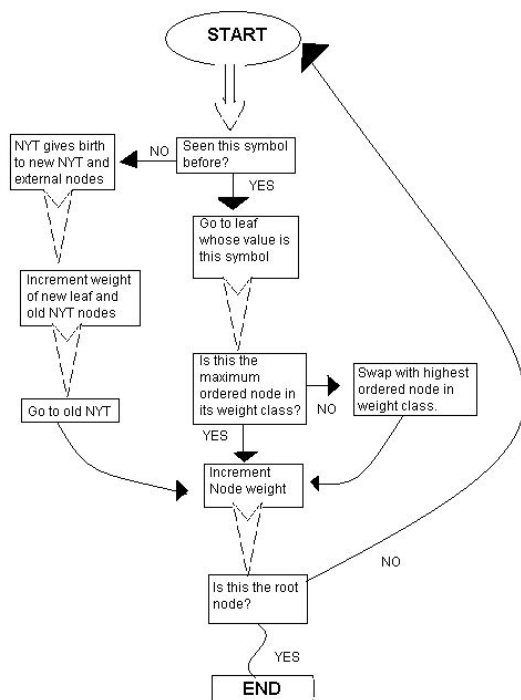 START
NYT gives birth
to new NYT and
external nodes
NO
Seen this symbol
before?
YES
Go to leaf
whose value is
this symbol
Increment weight
of new leaf and
old NYT nodes
Is this the
maximum
ordered node in
its weight class?
NO
Swap with highest
ordered node in
weight class.
Go to old NYT
YES
Increment
Node weight
NO
Is this the root
node?
YES
END